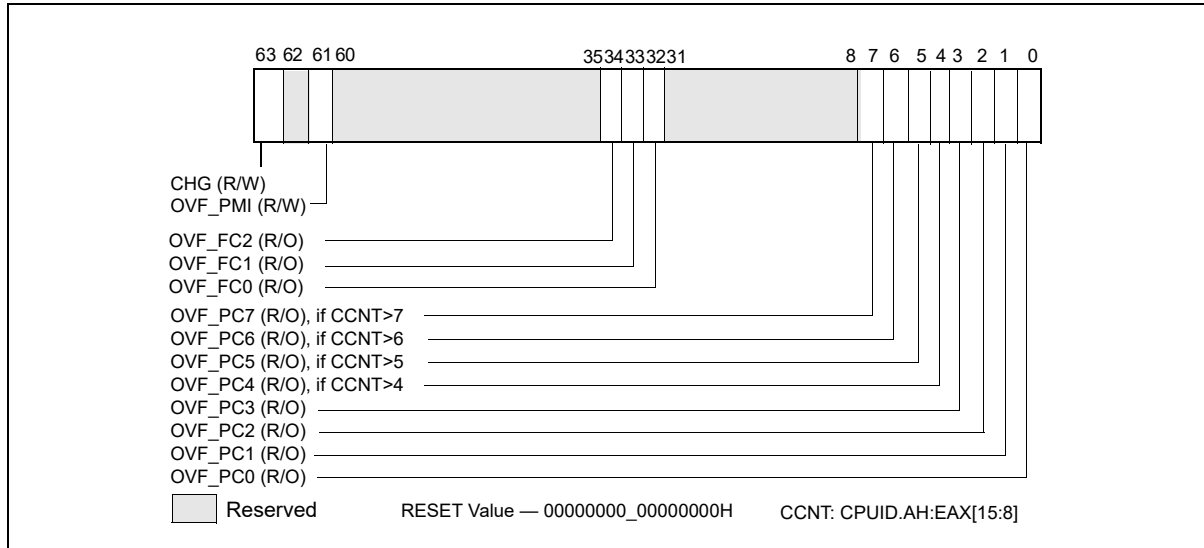 63 62 61 60 35 34 33 32 31 8 7 6 5 4 3 2 1 0
CHG (R/W)
OVF_PMI (R/W)
OVF_FC2 (R/O)
OVF_FC1 (R/O)
OVF_FC0 (R/O)
OVF_PC7 (R/O), if CCNT>7
OVF_PC6 (R/O), if CCNT>6
OVF_PC5 (R/O), if CCNT>5
OVF_PC4 (R/O), if CCNT>4
OVF_PC3 (R/O)
OVF_PC2 (R/O)
OVF_PC1 (R/O)
OVF_PC0 (R/O)
Reserved RESET Value — 00000000_00000000H CCNT: CPUID.AH:EAX[15:8]